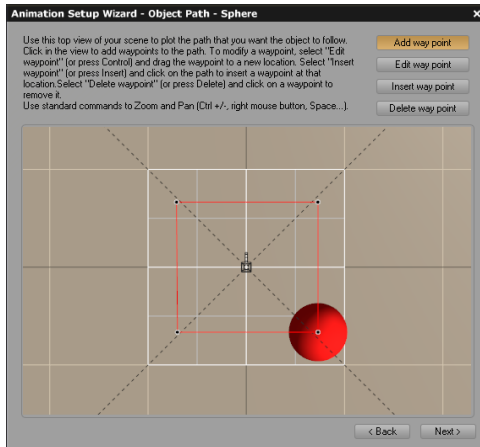 Animation Setup Wizard - Object Path - Sphere
Use this top view of your scene to plot the path that you want the object to follow.
Click in the view to add waypoints to the path. To modify a waypoint, select "Edit
waypoint" (or press Control) and drag the waypoint to a new location. Select "Insert
waypoint" (or press Insert) and click on the path to insert a waypoint at that
location.Select "Delete waypoint" (or press Delete) and click on a waypoint to
remove it.
Use standard commands to Zoom and Pan (Ctrl +/-, right mouse button, Space...).
Add way point
Edit way point
Insert way point
Delete way point
< Back
Next >